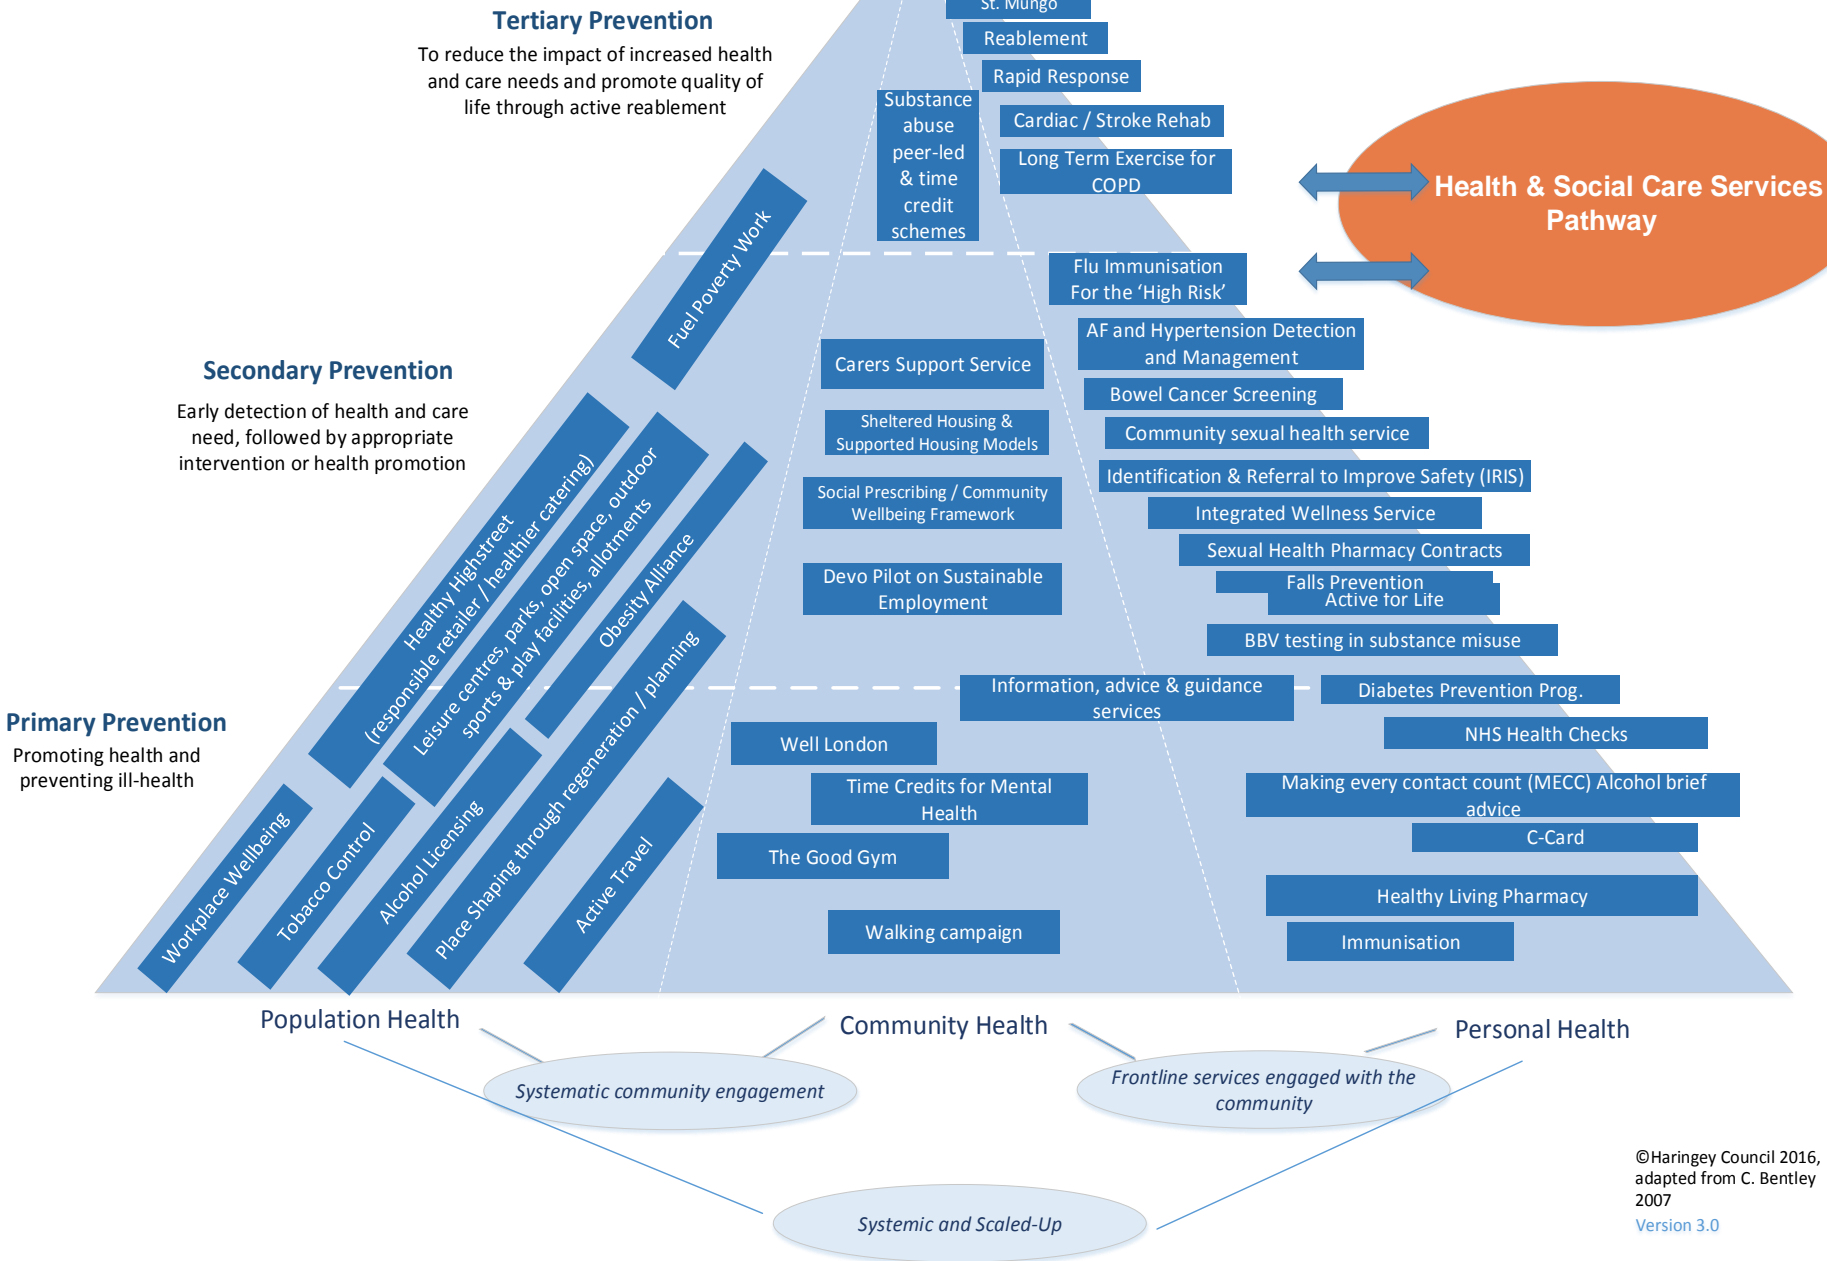 St. Mungo
Tertiary Prevention
To reduce the impact of increased health
and care needs and promote quality of
life through active reablement
Reablement
Rapid Response
Substance
abuse
peer-led
& time
credit
schemes
Cardiac / Stroke Rehab
Long Term Exercise for
COPD
Health & Social Care Services
Pathway
Fuel Poverty Work
Flu Immunisation
For the ‘High Risk’
Secondary Prevention
Early detection of health and care
need, followed by appropriate
intervention or health promotion
Carers Support Service
Sheltered Housing &
Supported Housing Models
Social Prescribing / Community
Wellbeing Framework
Devo Pilot on Sustainable
Employment
AF and Hypertension Detection
and Management
Bowel Cancer Screening
Community sexual health service
Identification & Referral to Improve Safety (IRIS)
Integrated Wellness Service
Sexual Health Pharmacy Contracts
Falls Prevention
Active for Life
BBV testing in substance misuse
Healthy Highstreet
(responsible retailer / healthier catering)
Leisure centres, parks, open space, outdoor
sports & play facilities, allotments
Obesity Alliance
Place Shaping through regeneration / planning
Primary Prevention
Promoting health and
preventing ill-health
Information, advice & guidance
services
Diabetes Prevention Prog.
Well London
NHS Health Checks
Time Credits for Mental
Health
Making every contact count (MECC) Alcohol brief
advice
The Good Gym
C-Card
Healthy Living Pharmacy
Walking campaign
Immunisation
Workplace Wellbeing
Tobacco Control
Alcohol Licensing
Active Travel
Population Health
Community Health
Personal Health
Systematic community engagement
Frontline services engaged with the
community
Systemic and Scaled-Up
©Haringey Council 2016,
adapted from C. Bentley
2007
Version 3.0